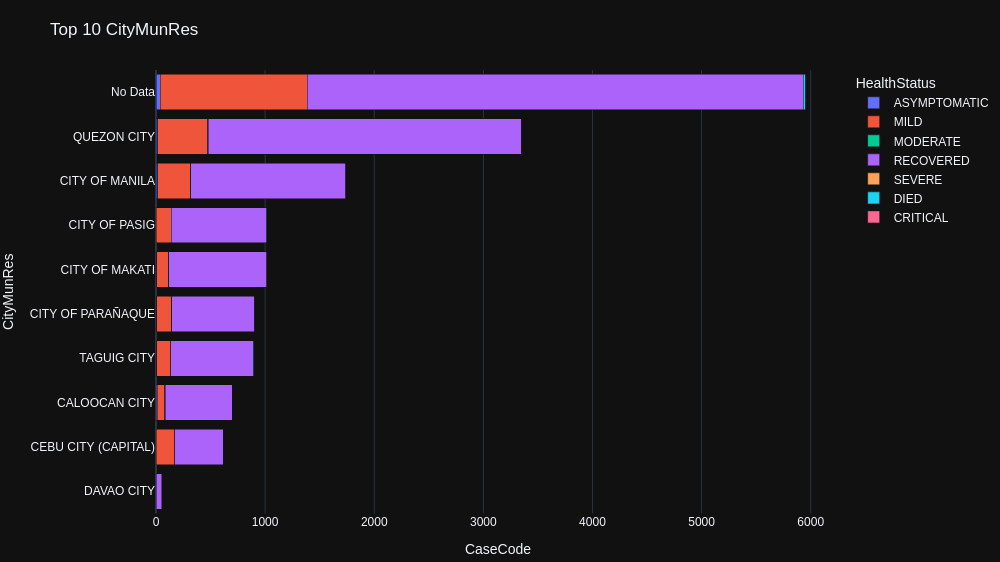 Top 10 CityMunRes
HealthStatus
ASYMPTOMATIC
MILD
MODERATE
RECOVERED
SEVERE
DIED
CRITICAL
CityMunRes
No Data
QUEZON CITY
CITY OF MANILA
CITY OF PASIG
CITY OF MAKATI
CITY OF PARAÑAQUE
TAGUIG CITY
CALOOCAN CITY
CEBU CITY (CAPITAL)
DAVAO CITY
0 1000 2000 3000 4000 5000 6000
CaseCode